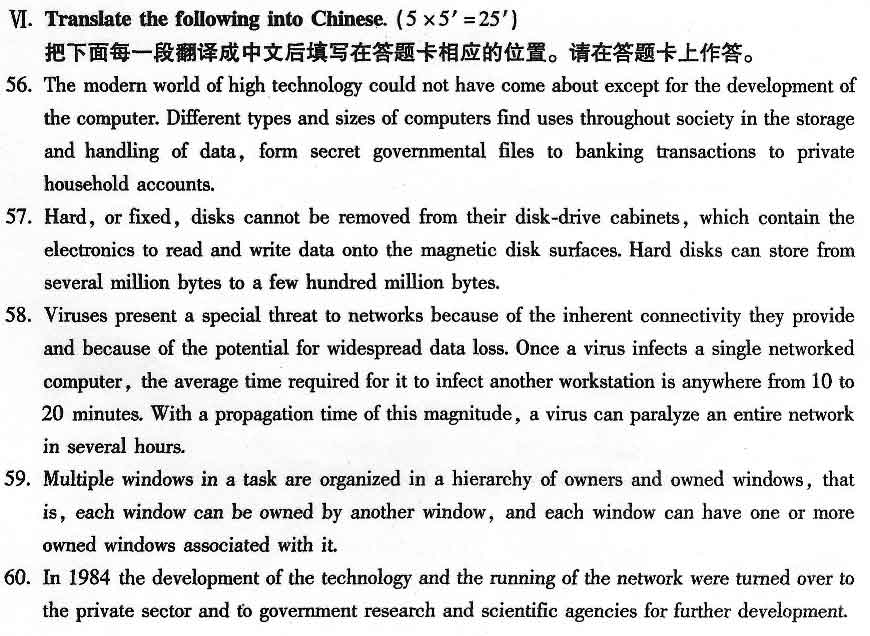 Ⅵ. Translate the following into Chinese. (5×5′=25′)
把下面每一段翻译成中文后填写在答题卡相应的位置。请在答题卡上作答。
56. The modern world of high technology could not have come about except for the development of
the computer. Different types and sizes of computers find uses throughout society in the storage
and handling of data, form secret governmental files to banking transactions to private
household accounts.
57. Hard, or fixed, disks cannot be removed from their disk-drive cabinets, which contain the
electronics to read and write data onto the magnetic disk surfaces. Hard disks can store from
several million bytes to a few hundred million bytes.
58. Viruses present a special threat to networks because of the inherent connectivity they provide
and because of the potential for widespread data loss. Once a virus infects a single networked
computer, the average time required for it to infect another workstation is anywhere from 10 to
20 minutes. With a propagation time of this magnitude, a virus can paralyze an entire network
in several hours.
59. Multiple windows in a task are organized in a hierarchy of owners and owned windows, that
is, each window can be owned by another window, and each window can have one or more
owned windows associated with it.
60. In 1984 the development of the technology and the running of the network were turned over to
the private sector and to government research and scientific agencies for further development.